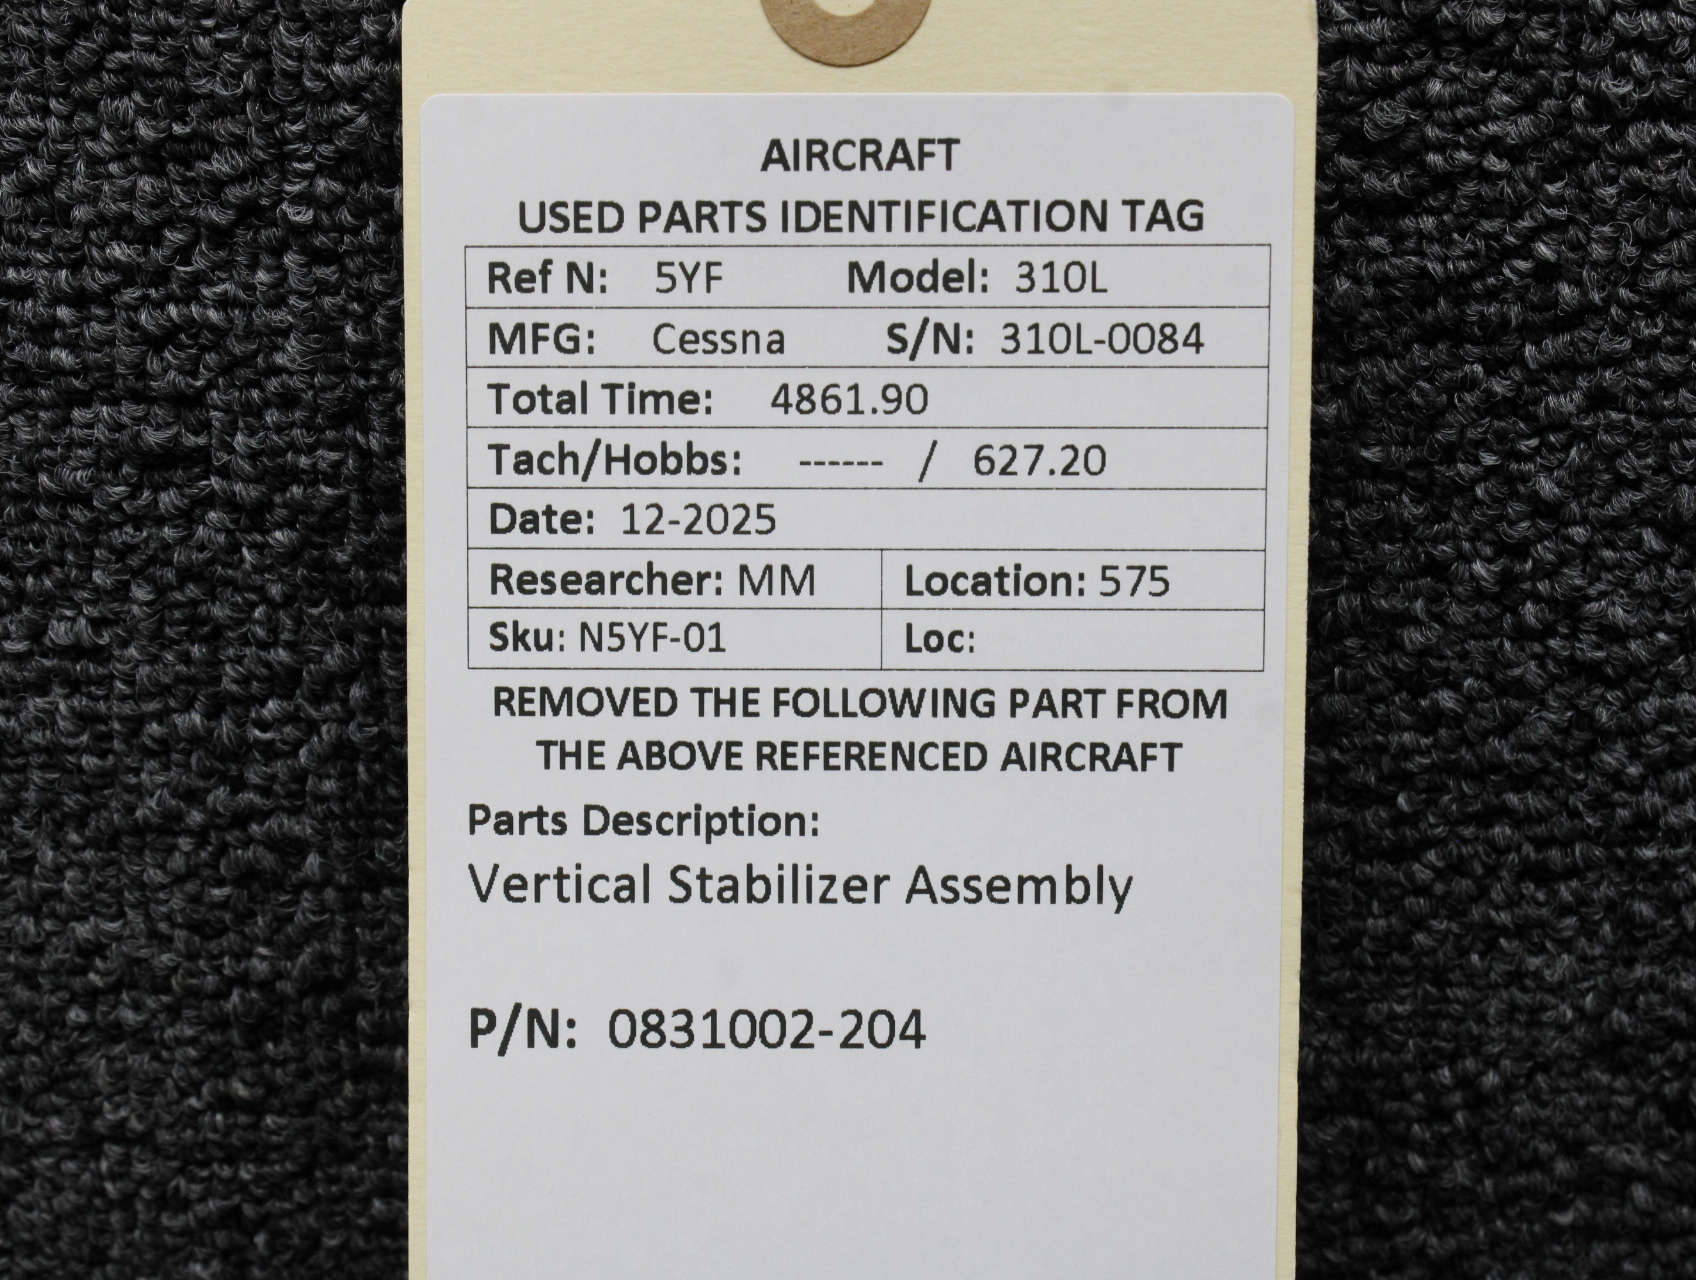 AIRCRAFT
USED PARTS IDENTIFICATION TAG
Ref N: 5YF Model: 310L
MFG: Cessna S/N: 310L-0084
Total Time: 4861.90
Tach/Hobbs: ------ / 627.20
Date: 12-2025
Researcher: MM Location: 575
Sku: N5YF-01 Loc:
REMOVED THE FOLLOWING PART FROM
THE ABOVE REFERENCED AIRCRAFT
Parts Description:
Vertical Stabilizer Assembly
P/N: 0831002-204